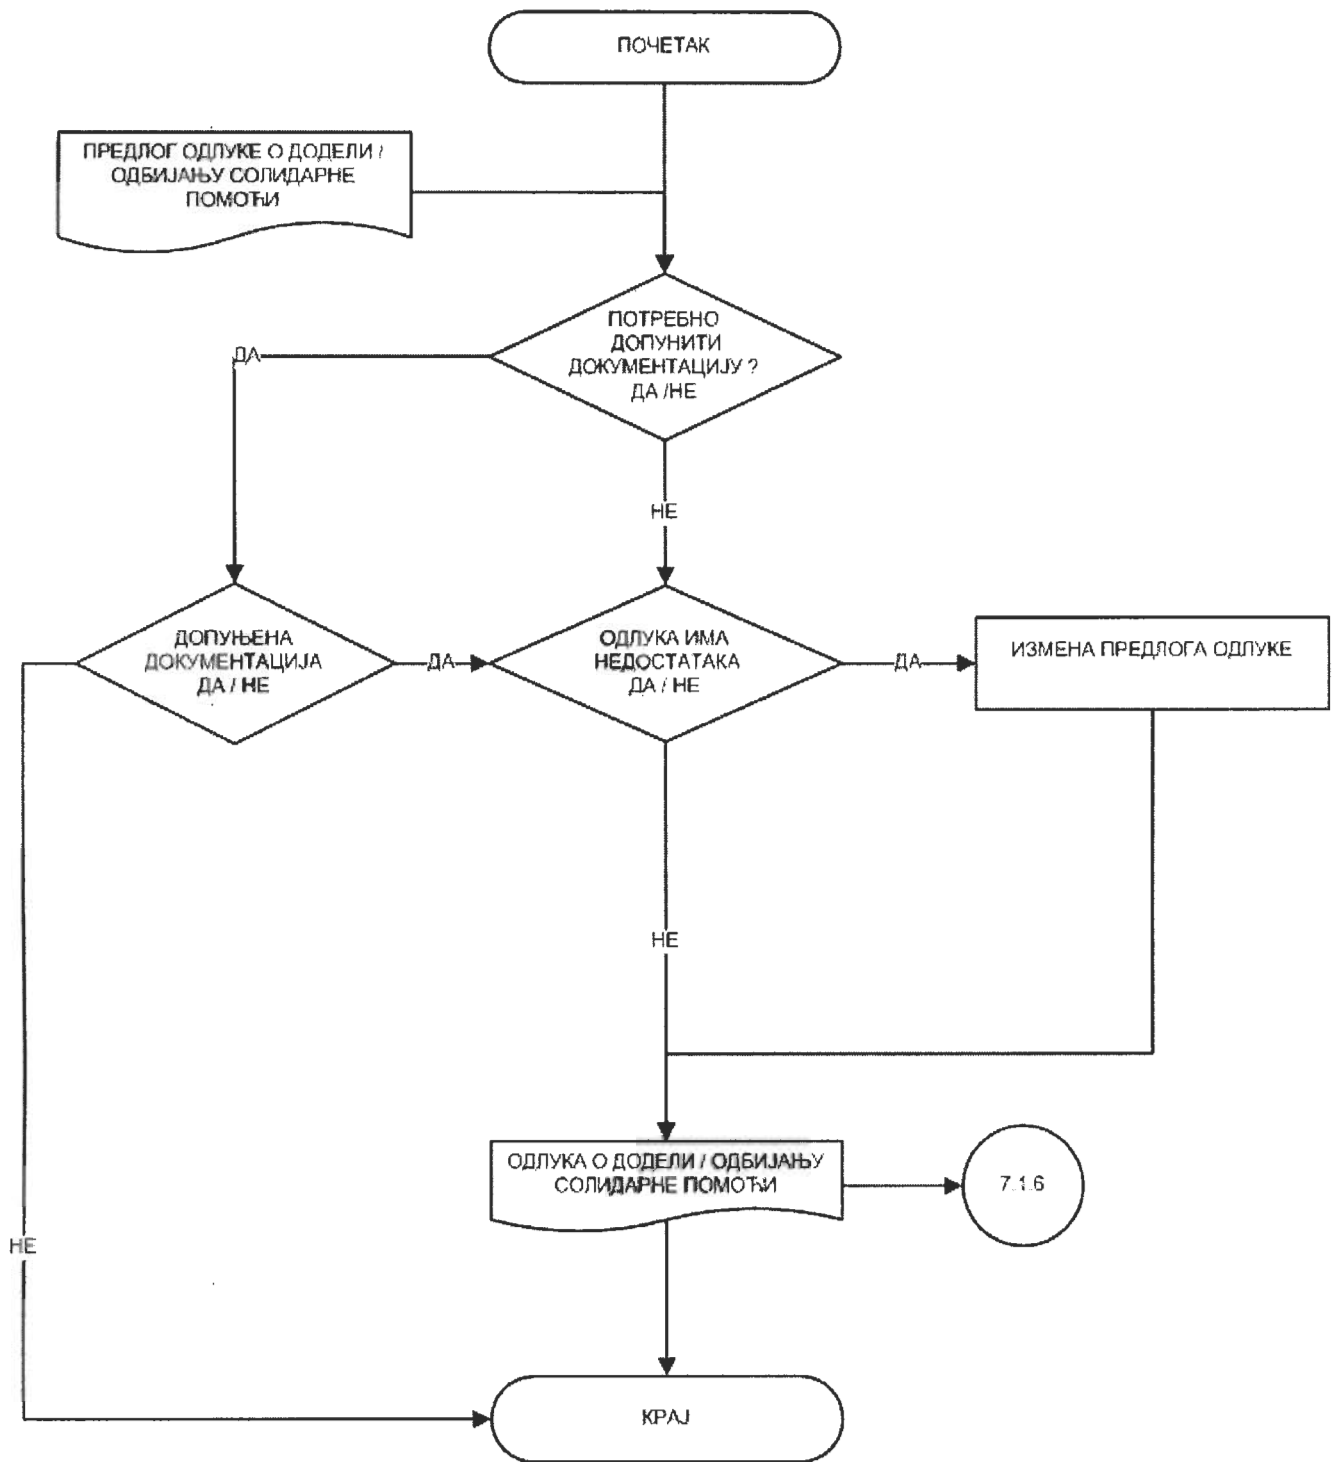 ПОЧЕТАК
ПРЕДЛОГ ОДЛУКЕ О ДОДЕЛИ /
ОДБИЈАЊУ СОЛИДАРНЕ
ПОМОЋИ
ПОТРЕБНО
ДОПУНИТИ
ДОКУМЕНТАЦИЈУ ?
ДА /НЕ
ДА
НЕ
ДОПУЊЕНА
ДОКУМЕНТАЦИЈА
ДА / НЕ
ДА
ОДЛУКА ИМА
НЕДОСТАТАКА
ДА / НЕ
ДА
ИЗМЕНА ПРЕДЛОГА ОДЛУКЕ
НЕ
ОДЛУКА О ДОДЕЛИ / ОДБИЈАЊУ
СОЛИДАРНЕ ПОМОЋИ
7.1.6
НЕ
КРАЈ